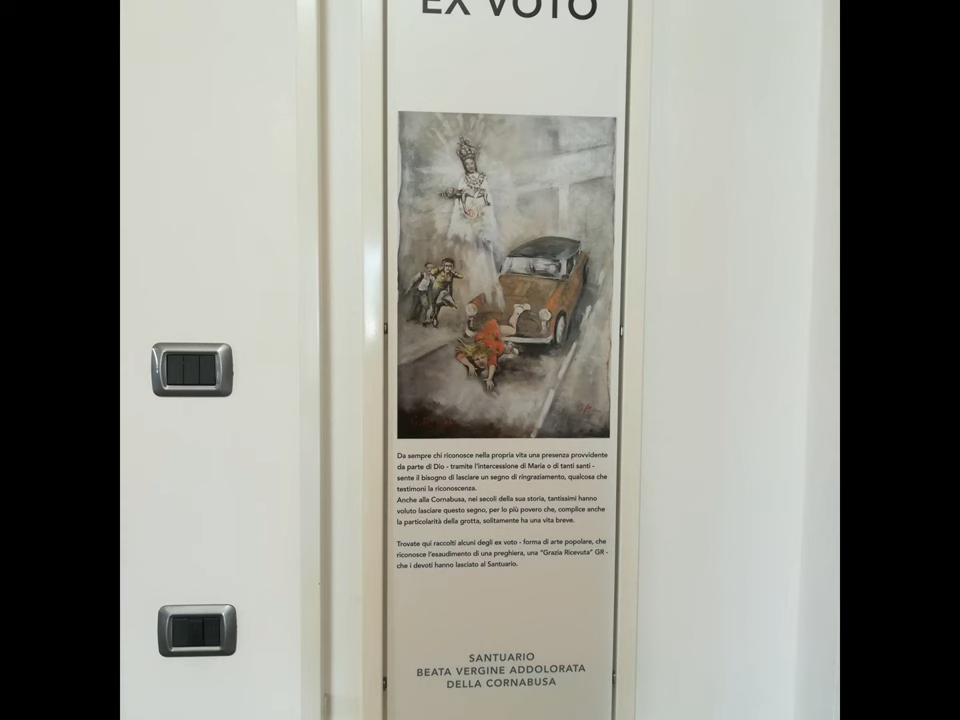 EX VOTO
Da sempre chi riconosce nella propria vita una presenza provvidente
da parte di Dio - tramite l'intercessione di Maria o di tanti santi -
sente il bisogno di lasciare un segno di ringraziamento, qualcosa che
testimoni la riconoscenza.
Anche alla Cornabusa, nei secoli della sua storia, tantissimi hanno
voluto lasciare questo segno, per lo più povero che, complice anche
la particolarità della grotta, solitamente ha una vita breve.
Trovate qui raccolti alcuni degli ex voto - forma di arte popolare, che
riconosce l'esaudimento di una preghiera, una "Grazia Ricevuta" GR -
che i devoti hanno lasciato al Santuario.
SANTUARIO
BEATA VERGINE ADDOLORATA
DELLA CORNABUSA